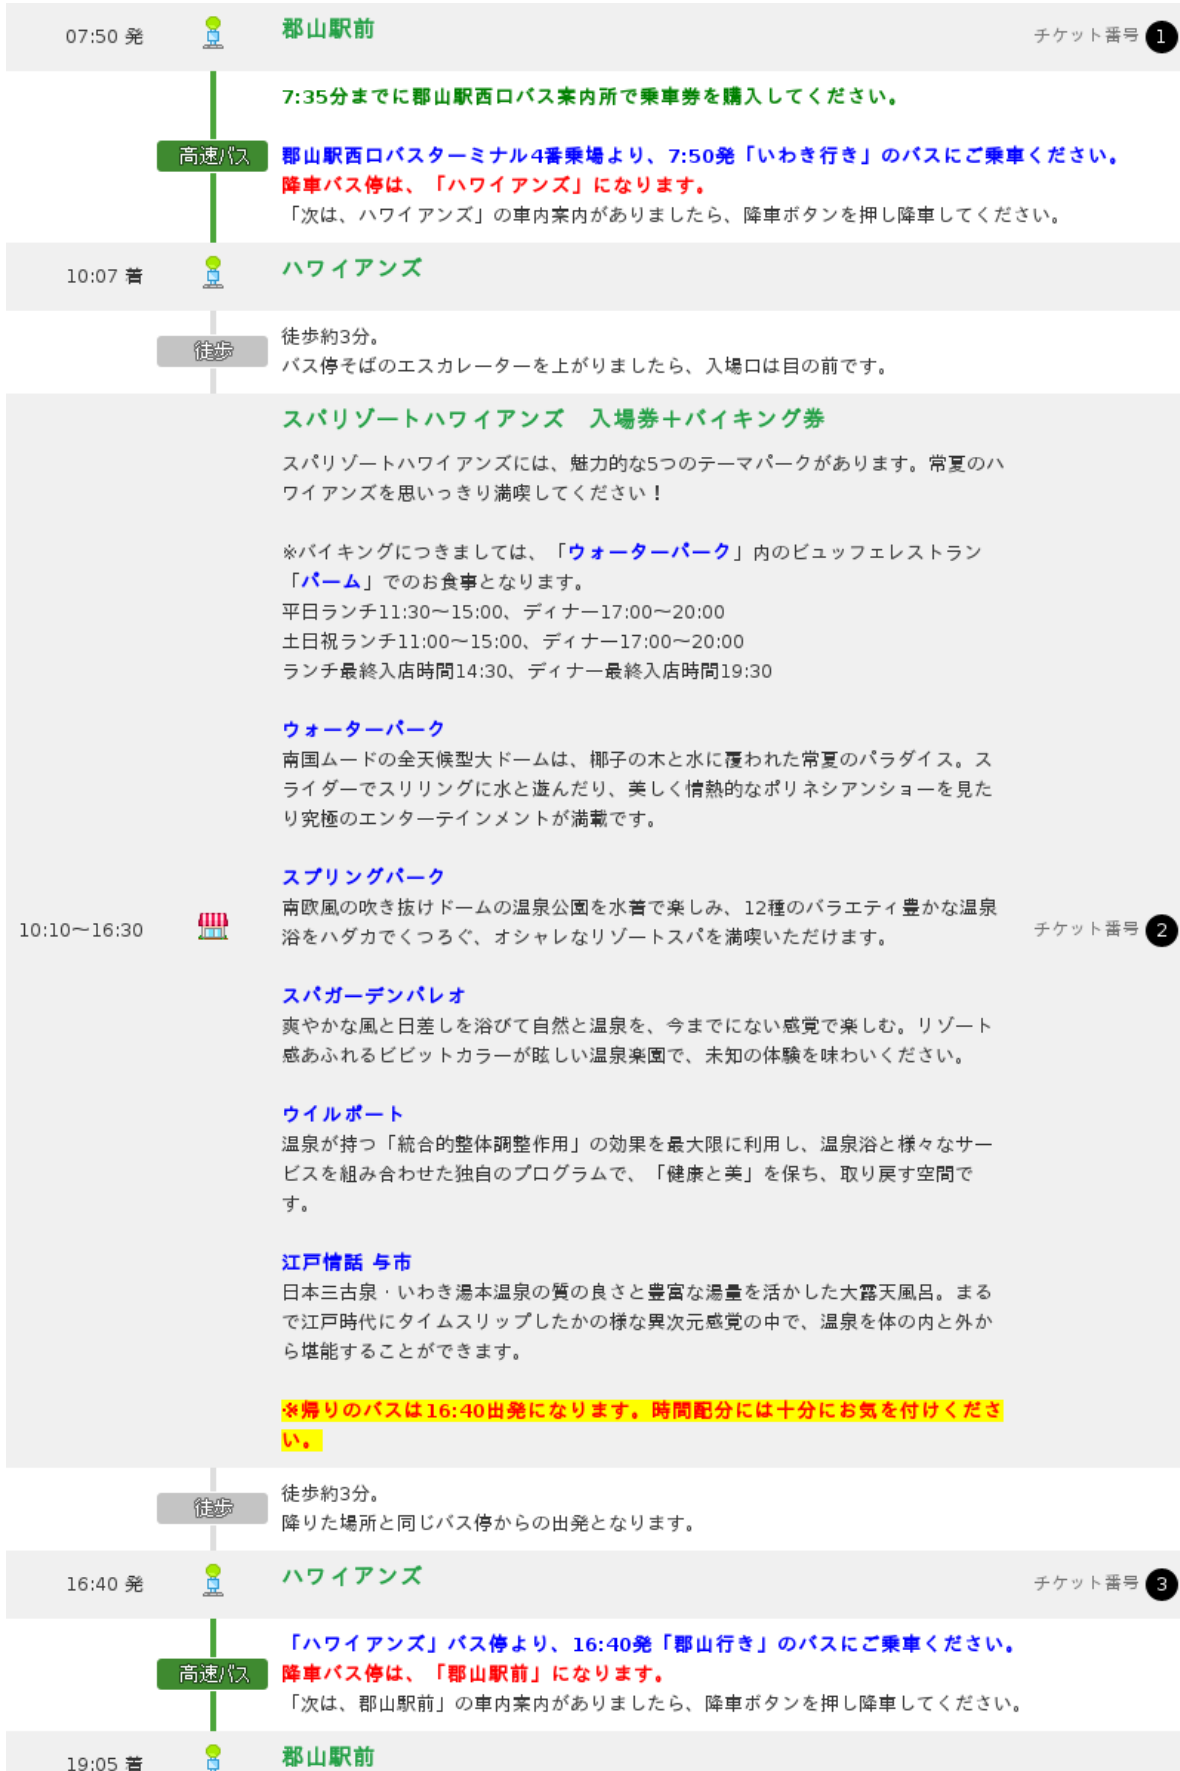 07:50 発
郡山駅前
チケット番号 1
7:35分までに郡山駅西口バス案内所で乗車券を購入してください。
高速バス
郡山駅西口バスターミナル4番乗場より、7:50発「いわき行き」のバスにご乗車ください。
降車バス停は、「ハワイアンズ」になります。
「次は、ハワイアンズ」の車内案内がありましたら、降車ボタンを押し降車してください。
10:07 着
ハワイアンズ
徒歩
徒歩約3分。
バス停そばのエスカレーターを上がりましたら、入場口は目の前です。
スパリゾートハワイアンズ　入場券＋バイキング券
スパリゾートハワイアンズには、魅力的な5つのテーマパークがあります。常夏のハ
ワイアンズを思いっきり満喫してください！
※バイキングにつきましては、「ウォーターパーク」内のビュッフェレストラン
「パーム」でのお食事となります。
平日ランチ11:30〜15:00、ディナー17:00〜20:00
土日祝ランチ11:00〜15:00、ディナー17:00〜20:00
ランチ最終入店時間14:30、ディナー最終入店時間19:30
ウォーターパーク
南国ムードの全天候型大ドームは、椰子の木と水に覆われた常夏のパラダイス。ス
ライダーでスリリングに水と遊んだり、美しく情熱的なポリネシアンショーを見た
り究極のエンターテインメントが満載です。
スプリングパーク
南欧風の吹き抜けドームの温泉公園を水着で楽しみ、12種のバラエティ豊かな温泉
浴をハダカでくつろぐ、オシャレなリゾートスパを満喫いただけます。
10:10〜16:30
チケット番号 2
スパガーデンパレオ
爽やかな風と日差しを浴びて自然と温泉を、今までにない感覚で楽しむ。リゾート
感あふれるビビットカラーが眩しい温泉楽園で、未知の体験を味わいください。
ウイルポート
温泉が持つ「統合的整体調整作用」の効果を最大限に利用し、温泉浴と様々なサー
ビスを組み合わせた独自のプログラムで、「健康と美」を保ち、取り戻す空間で
す。
江戸情話 与市
日本三古泉・いわき湯本温泉の質の良さと豊富な湯量を活かした大露天風呂。まる
で江戸時代にタイムスリップしたかの様な異次元感覚の中で、温泉を体の内と外か
ら堪能することができます。
※帰りのバスは16:40出発になります。時間配分には十分にお気を付けくださ
い。
徒歩
徒歩約3分。
降りた場所と同じバス停からの出発となります。
16:40 発
ハワイアンズ
チケット番号 3
「ハワイアンズ」バス停より、16:40発「郡山行き」のバスにご乗車ください。
高速バス
降車バス停は、「郡山駅前」になります。
「次は、郡山駅前」の車内案内がありましたら、降車ボタンを押し降車してください。
19:05 着
郡山駅前